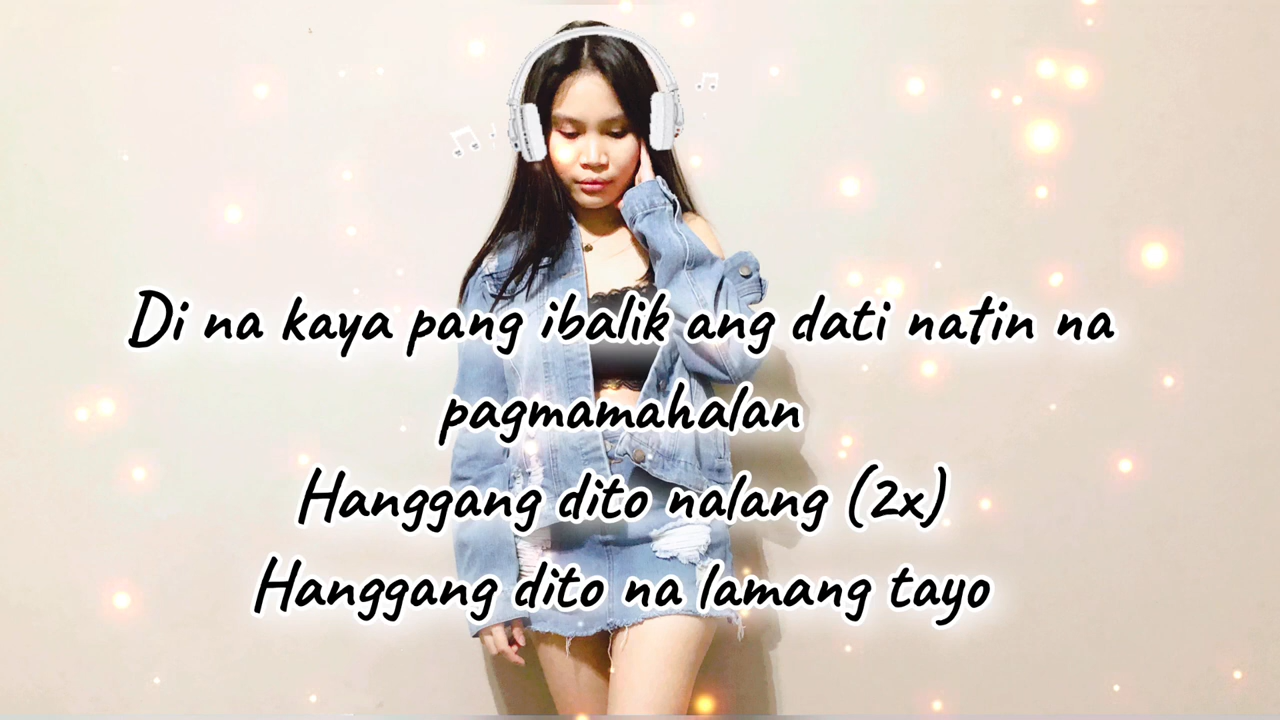 Di na kaya pang ibalik ang dati natin na
pagmamahalan
Hanggang dito nalang (2x)
Hanggang dito na lamang tayo